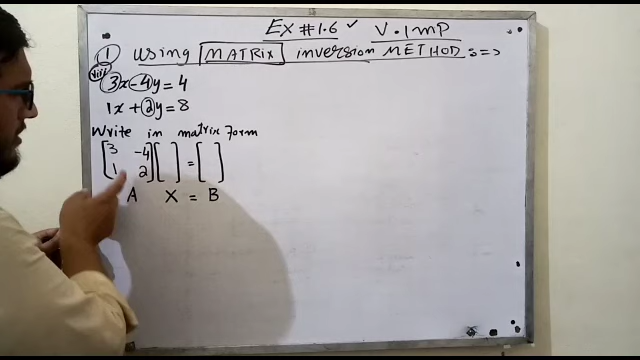 EX #1.6 ✓ V.IMP
① using MATRIX inversion METHOD :=>
(viii) 3x-4y=4
1x+2y=8
Write in matrix form
[3 -4] [ ] = [ ]
[1 2]
A X = B